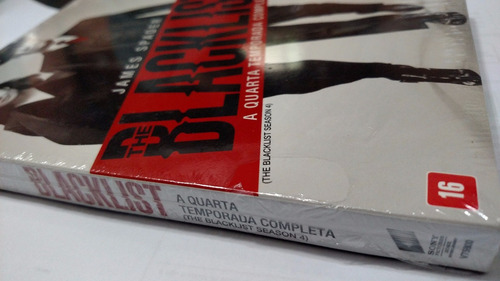 JAMES SPADER
THE
BLACKLIST
A QUARTA TEMPORADA COMPLETA
(THE BLACKLIST SEASON 4)
16
BLACKLIST
A QUARTA
TEMPORADA COMPLETA
(THE BLACKLIST SEASON 4)
SONY